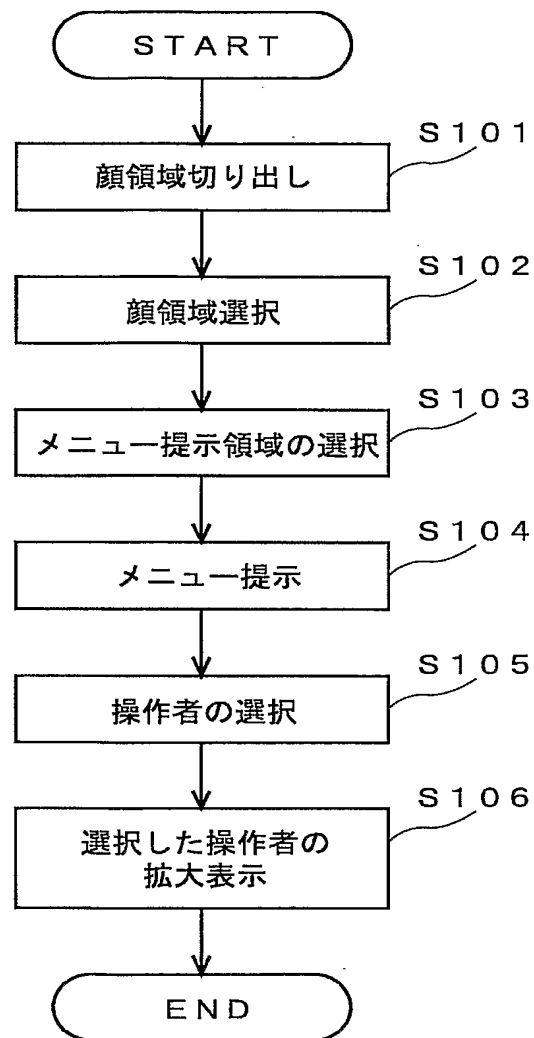 ＳＴＡＲＴ
Ｓ１０１
顔領域切り出し
Ｓ１０２
顔領域選択
Ｓ１０３
メニュー提示領域の選択
Ｓ１０４
メニュー提示
Ｓ１０５
操作者の選択
Ｓ１０６
選択した操作者の
拡大表示
ＥＮＤ